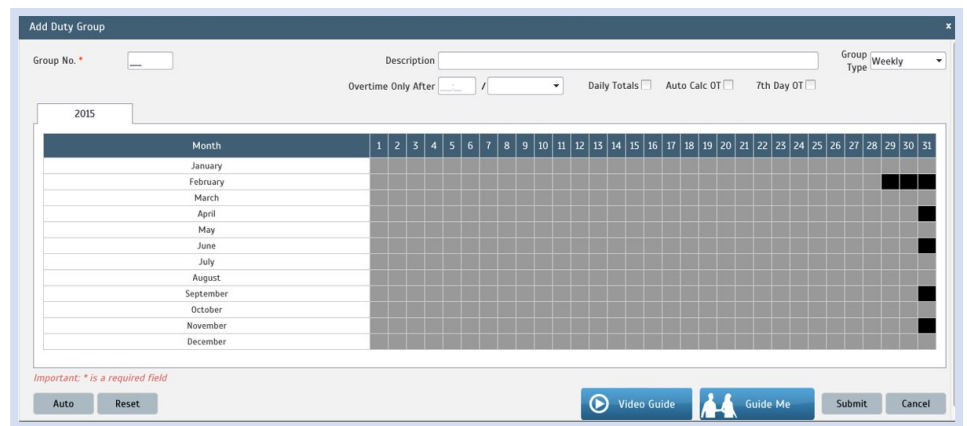 Add Duty Group x
Group No. * __ Description Group Type Weekly
Overtime Only After __:__ / Daily Totals Auto Calc OT 7th Day OT
2015
Month 1 2 3 4 5 6 7 8 9 10 11 12 13 14 15 16 17 18 19 20 21 22 23 24 25 26 27 28 29 30 31
January
February
March
April
May
June
July
August
September
October
November
December
Important: * is a required field
Auto Reset Video Guide Guide Me Submit Cancel